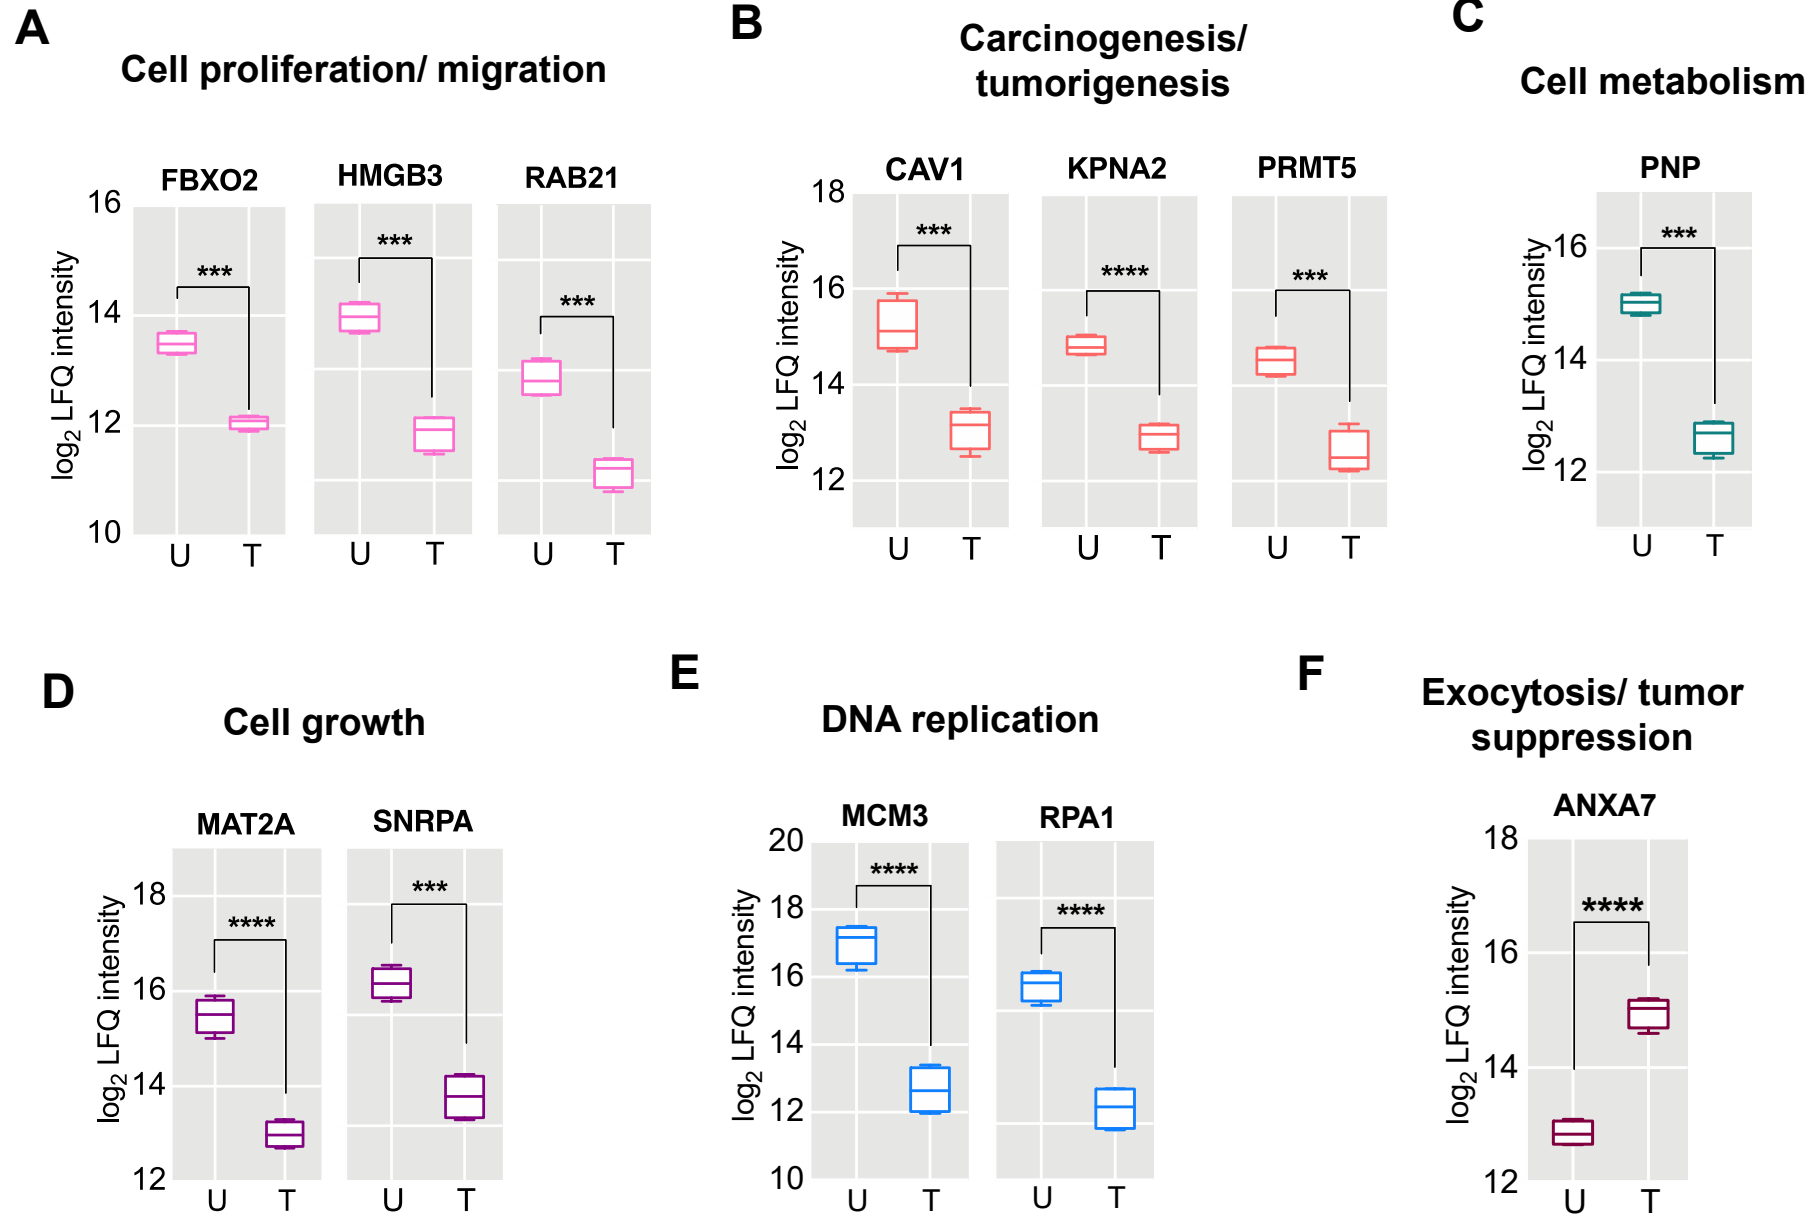 A
Cell proliferation/ migration
FBXO2
HMGB3
RAB21
log2 LFQ intensity
16
14
12
10
***
***
***
U
T
U
T
U
T
B
Carcinogenesis/
tumorigenesis
CAV1
KPNA2
PRMT5
log2 LFQ intensity
18
16
14
12
***
****
***
U
T
U
T
U
T
C
Cell metabolism
PNP
log2 LFQ intensity
16
14
12
***
U
T
D
Cell growth
MAT2A
SNRPA
log2 LFQ intensity
18
16
14
12
****
***
U
T
U
T
E
DNA replication
MCM3
RPA1
log2 LFQ intensity
20
18
16
14
12
10
****
****
U
T
U
T
F
Exocytosis/ tumor
suppression
ANXA7
log2 LFQ intensity
18
16
14
12
****
U
T